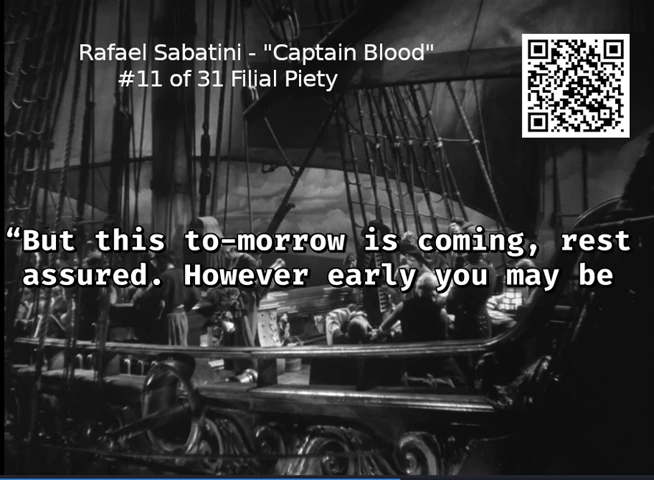 Rafael Sabatini - "Captain Blood"
#11 of 31 Filial Piety
“But this to-morrow is coming, rest
assured. However early you may be